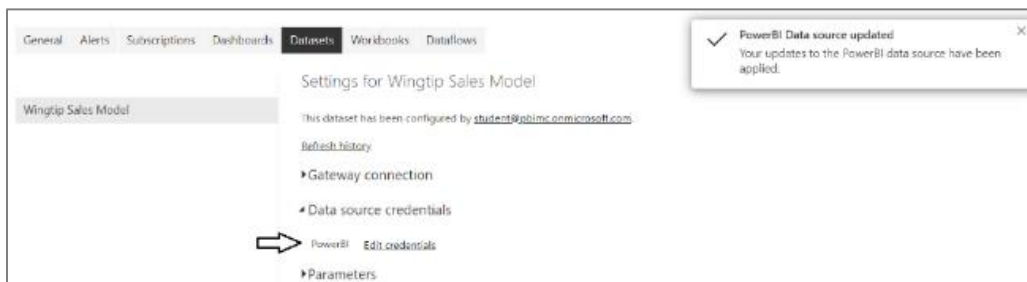 General Alerts Subscriptions Dashboards Datasets Workbooks Dataflows
PowerBI Data source updated
Your updates to the PowerBI data source have been
applied.
Settings for Wingtip Sales Model
Wingtip Sales Model
This dataset has been configured by student@pbimc.onmicrosoft.com.
Refresh history
Gateway connection
Data source credentials
PowerBI Edit credentials
Parameters